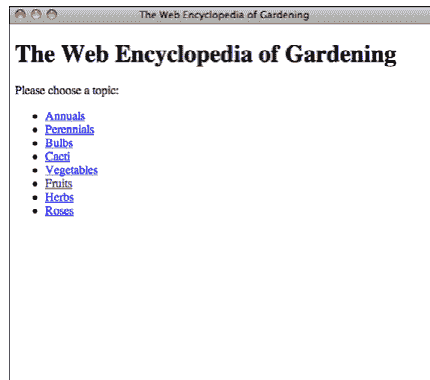 The Web Encyclopedia of Gardening
The Web Encyclopedia of Gardening
Please choose a topic:
Annuals
Perennials
Bulbs
Cacti
Vegetables
Fruits
Herbs
Roses